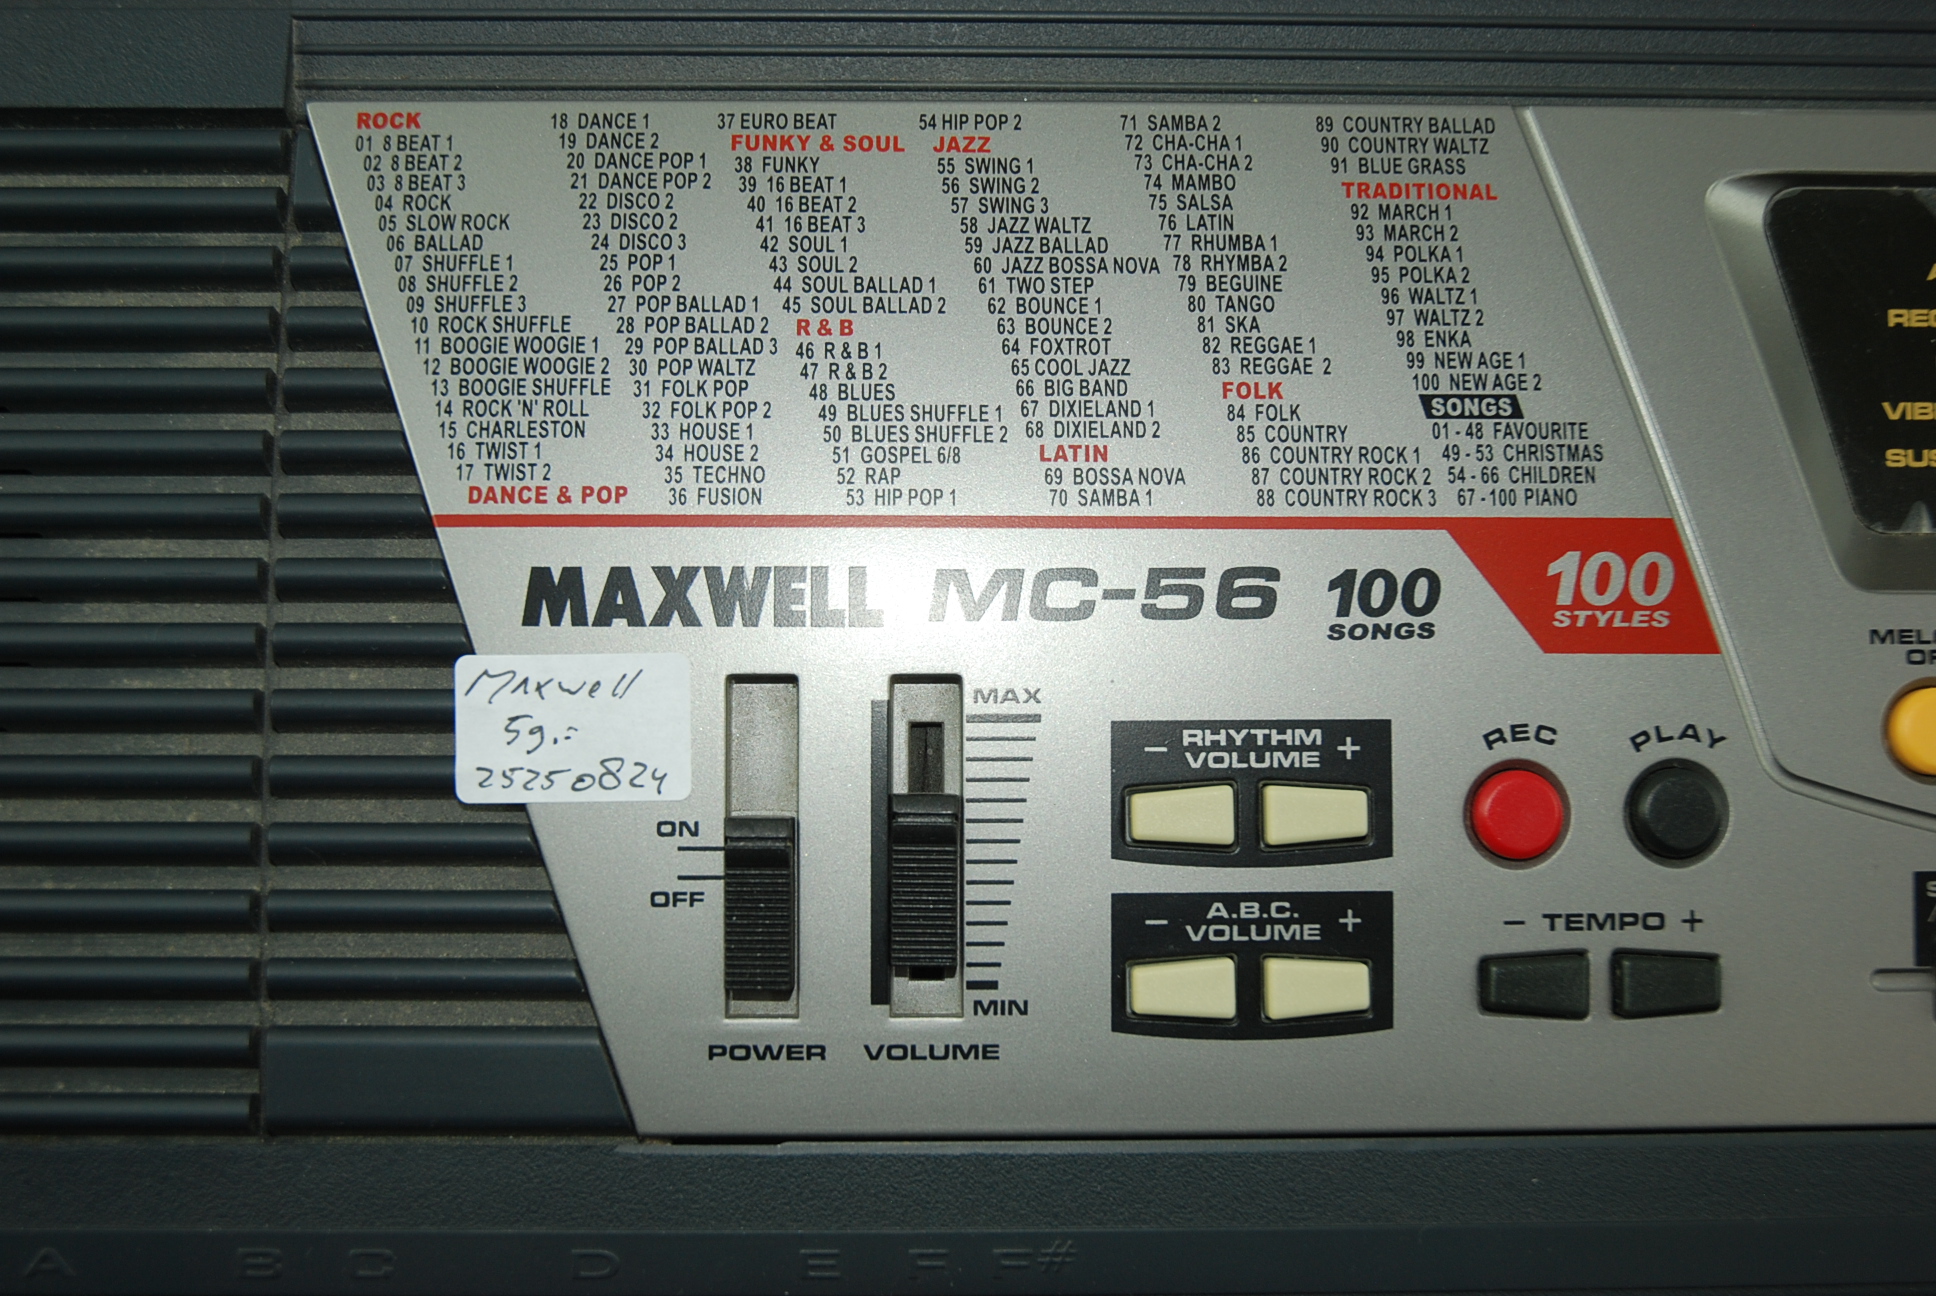 ROCK
01 8 BEAT 1
02 8 BEAT 2
03 8 BEAT 3
04 ROCK
05 SLOW ROCK
06 BALLAD
07 SHUFFLE 1
08 SHUFFLE 2
09 SHUFFLE 3
10 ROCK SHUFFLE
11 BOOGIE WOOGIE 1
12 BOOGIE WOOGIE 2
13 BOOGIE SHUFFLE
14 ROCK 'N' ROLL
15 CHARLESTON
16 TWIST 1
17 TWIST 2
DANCE & POP
18 DANCE 1
19 DANCE 2
20 DANCE POP 1
21 DANCE POP 2
22 DISCO 2
23 DISCO 2
24 DISCO 3
25 POP 1
26 POP 2
27 POP BALLAD 1
28 POP BALLAD 2
29 POP BALLAD 3
30 POP WALTZ
31 FOLK POP
32 FOLK POP 2
33 HOUSE 1
34 HOUSE 2
35 TECHNO
36 FUSION
37 EURO BEAT
FUNKY & SOUL
38 FUNKY
39 16 BEAT 1
40 16 BEAT 2
41 16 BEAT 3
42 SOUL 1
43 SOUL 2
44 SOUL BALLAD 1
45 SOUL BALLAD 2
R & B
46 R & B 1
47 R & B 2
48 BLUES
49 BLUES SHUFFLE 1
50 BLUES SHUFFLE 2
51 GOSPEL 6/8
52 RAP
53 HIP POP 1
54 HIP POP 2
JAZZ
55 SWING 1
56 SWING 2
57 SWING 3
58 JAZZ WALTZ
59 JAZZ BALLAD
60 JAZZ BOSSA NOVA
61 TWO STEP
62 BOUNCE 1
63 BOUNCE 2
64 FOXTROT
65 COOL JAZZ
66 BIG BAND
67 DIXIELAND 1
68 DIXIELAND 2
LATIN
69 BOSSA NOVA
70 SAMBA 1
71 SAMBA 2
72 CHA-CHA 1
73 CHA-CHA 2
74 MAMBO
75 SALSA
76 LATIN
77 RHUMBA 1
78 RHYMBA 2
79 BEGUINE
80 TANGO
81 SKA
82 REGGAE 1
83 REGGAE 2
FOLK
84 FOLK
85 COUNTRY
86 COUNTRY ROCK 1
87 COUNTRY ROCK 2
88 COUNTRY ROCK 3
89 COUNTRY BALLAD
90 COUNTRY WALTZ
91 BLUE GRASS
TRADITIONAL
92 MARCH 1
93 MARCH 2
94 POLKA 1
95 POLKA 2
96 WALTZ 1
97 WALTZ 2
98 ENKA
99 NEW AGE 1
100 NEW AGE 2
SONGS
01 - 48 FAVOURITE
49 - 53 CHRISTMAS
54 - 66 CHILDREN
67 - 100 PIANO
MAXWELL MC-56
100
SONGS
100
STYLES
Maxwell
59.-
25250824
ON
OFF
POWER
MAX
MIN
VOLUME
- RHYTHM +
VOLUME
- A.B.C. +
VOLUME
REC
PLAY
- TEMPO +
A B C D E F F#